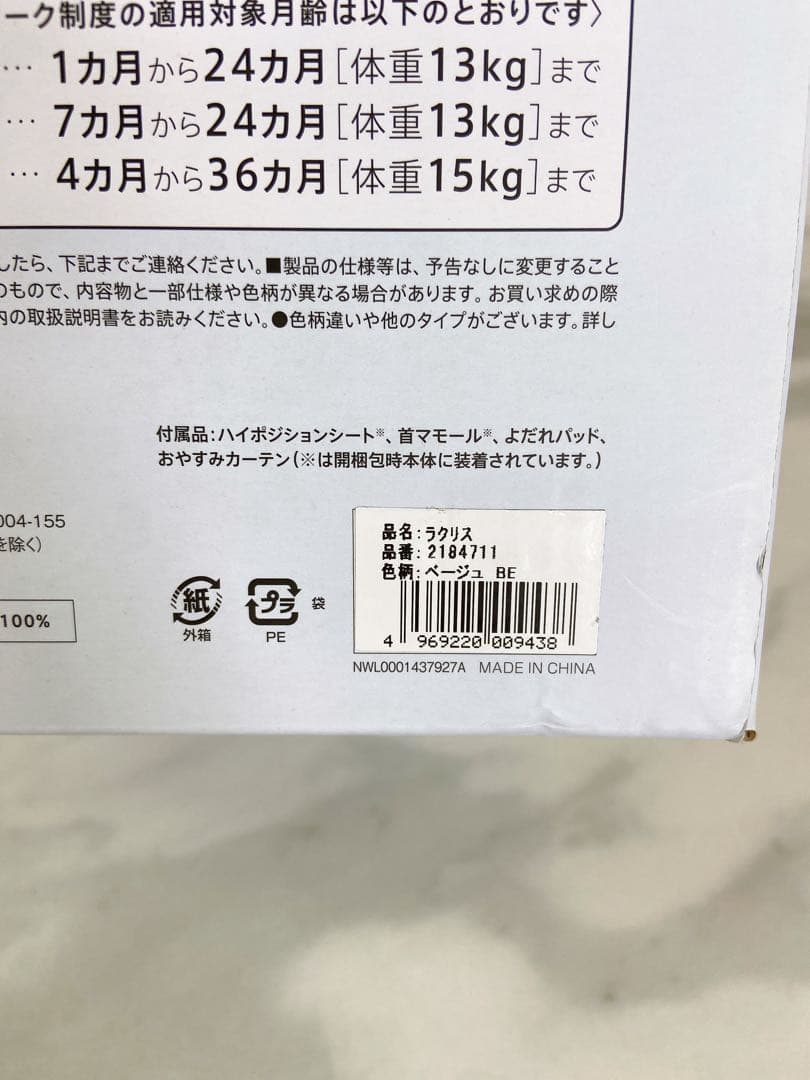 ーク制度の適用対象月齢は以下のとおりです〉
… 1カ月から24カ月[体重13kg]まで
… 7カ月から24カ月[体重13kg]まで
… 4カ月から36カ月[体重15kg]まで
したら、下記までご連絡ください。■製品の仕様等は、予告なしに変更すること
のもので、内容物と一部仕様や色柄が異なる場合があります。お買い求めの際
内の取扱説明書をお読みください。●色柄違いや他のタイプがございます。詳し
付属品：ハイポジションシート※、首マモール※、よだれパッド、
おやすみカーテン（※は開梱包時本体に装着されています。）
004-155
を除く）
100%
紙
外箱
プラ
PE
袋
品名：ラクリス
品番：2184711
色柄：ベージュ BE
4 969220 009438
NWL0001437927A MADE IN CHINA